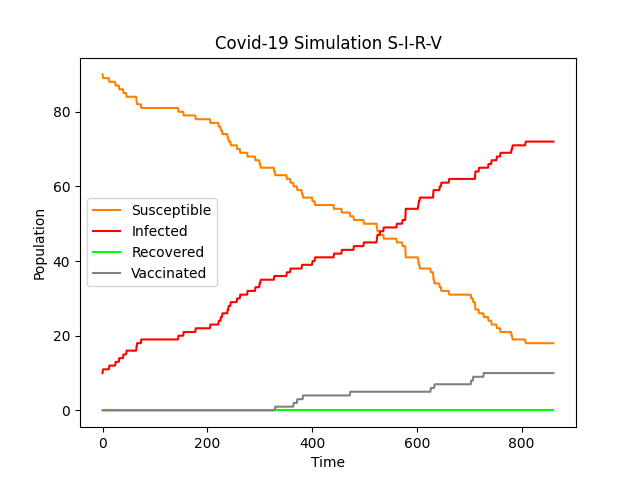 Covid-19 Simulation S-I-R-V
Population
80
60
40
20
0
Susceptible
Infected
Recovered
Vaccinated
0 200 400 600 800
Time